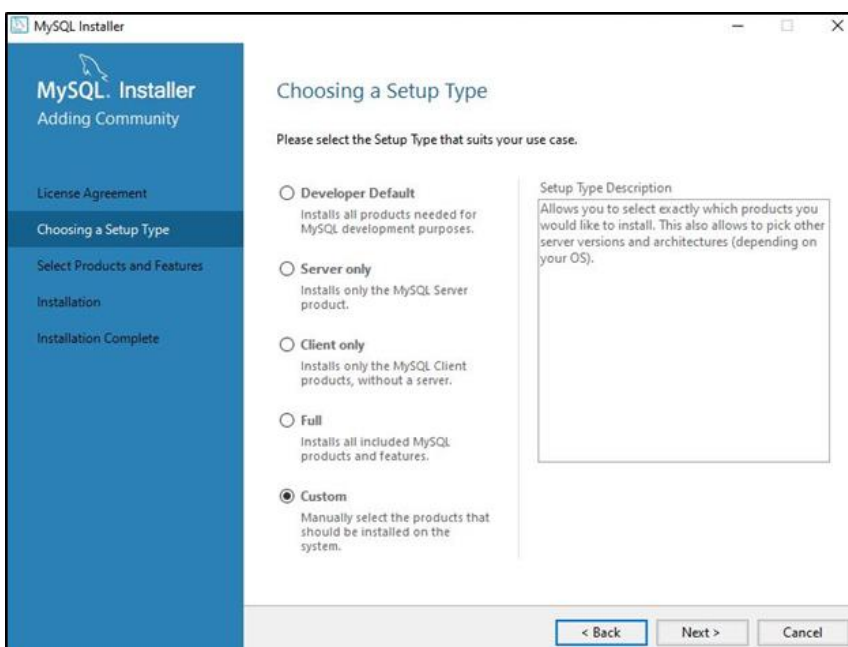 MySQL Installer
MySQL. Installer
Adding Community
License Agreement
Choosing a Setup Type
Select Products and Features
Installation
Installation Complete
Choosing a Setup Type
Please select the Setup Type that suits your use case.
Developer Default
Installs all products needed for
MySQL development purposes.
Server only
Installs only the MySQL Server
product.
Client only
Installs only the MySQL Client
products, without a server.
Full
Installs all included MySQL
products and features.
Custom
Manually select the products that
should be installed on the
system.
Setup Type Description
Allows you to select exactly which products you
would like to install. This also allows to pick other
server versions and architectures (depending on
your OS).
< Back
Next >
Cancel